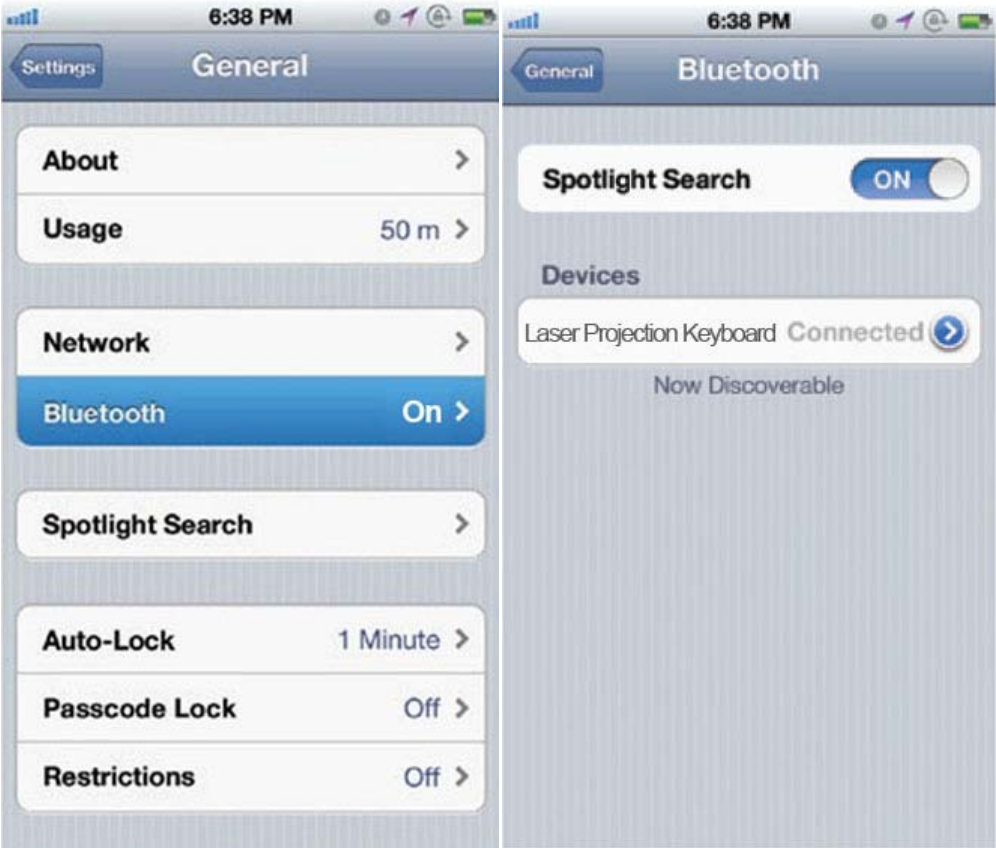 6:38 PM
Settings
General
About
Usage 50 m
Network
Bluetooth On
Spotlight Search
Auto-Lock 1 Minute
Passcode Lock Off
Restrictions Off
6:38 PM
General
Bluetooth
Spotlight Search ON
Devices
Laser Projection Keyboard Connected
Now Discoverable